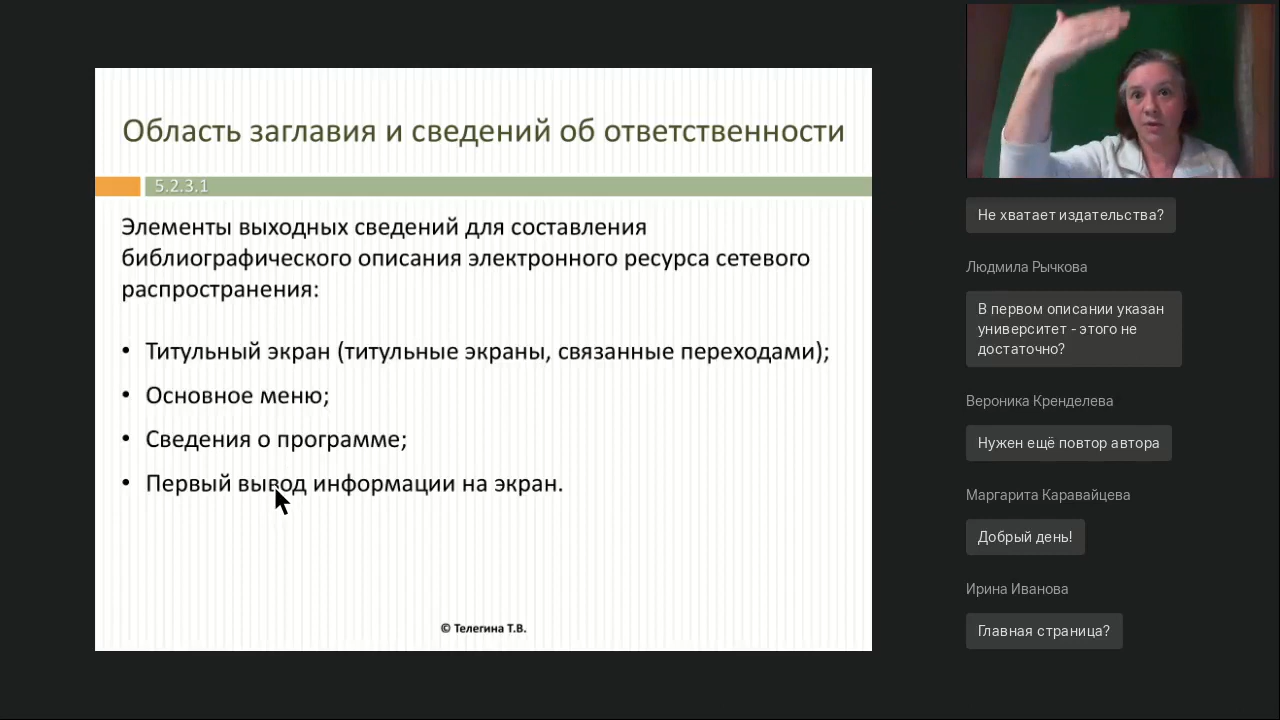 Область заглавия и сведений об ответственности
5.2.3.1
Элементы выходных сведений для составления
библиографического описания электронного ресурса сетевого
распространения:
• Титульный экран (титульные экраны, связанные переходами);
• Основное меню;
• Сведения о программе;
• Первый вывод информации на экран.
© Телегина Т.В.
Не хватает издательства?
Людмила Рычкова
В первом описании указан
университет - этого не
достаточно?
Вероника Кренделева
Нужен ещё повтор автора
Маргарита Каравайцева
Добрый день!
Ирина Иванова
Главная страница?